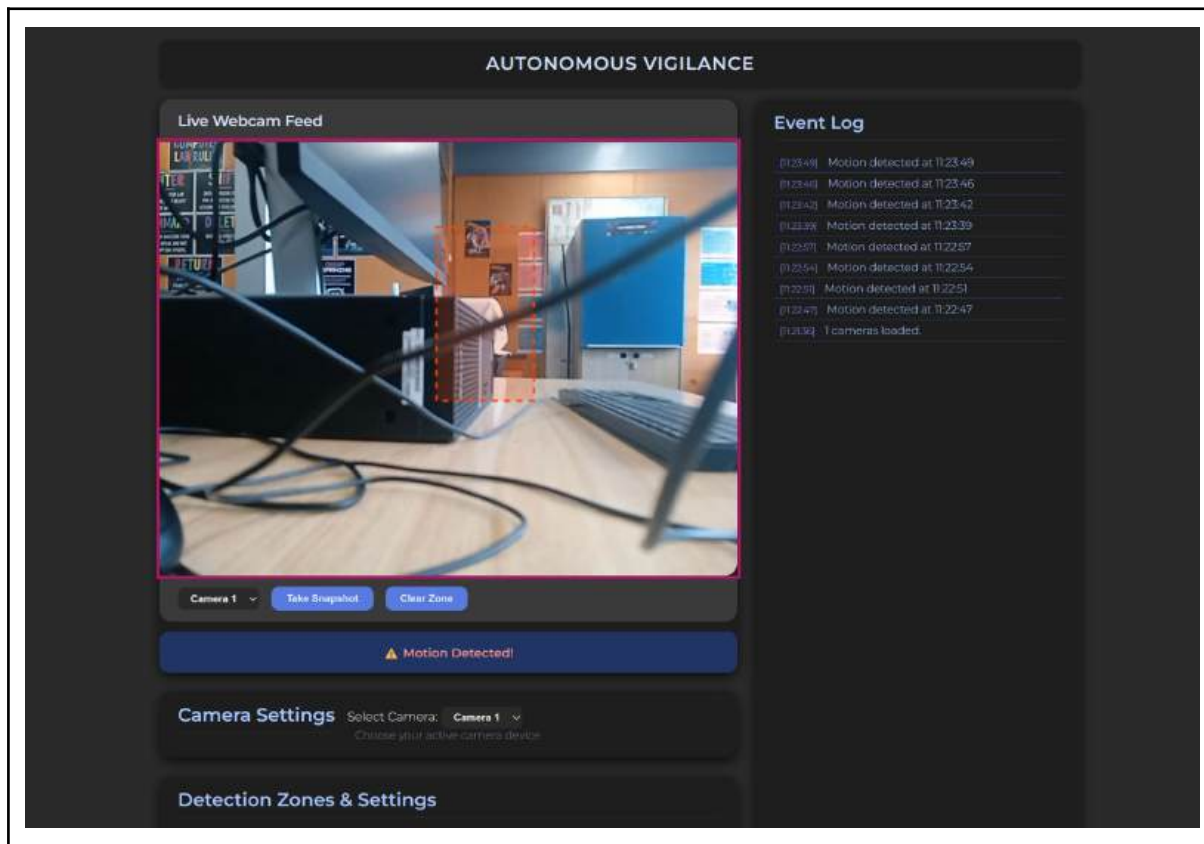 AUTONOMOUS VIGILANCE
Live Webcam Feed
COMPUTER
LAB RULES
RETURN
Camera 1
Take Snapshot
Clear Zone
⚠ Motion Detected!
Camera Settings Select Camera: Camera 1
Choose your active camera device
Detection Zones & Settings
Event Log
[11:23:49] Motion detected at 11:23:49
[11:23:46] Motion detected at 11:23:46
[11:23:42] Motion detected at 11:23:42
[11:23:39] Motion detected at 11:23:39
[11:22:57] Motion detected at 11:22:57
[11:22:54] Motion detected at 11:22:54
[11:22:51] Motion detected at 11:22:51
[11:22:47] Motion detected at 11:22:47
1 cameras loaded.